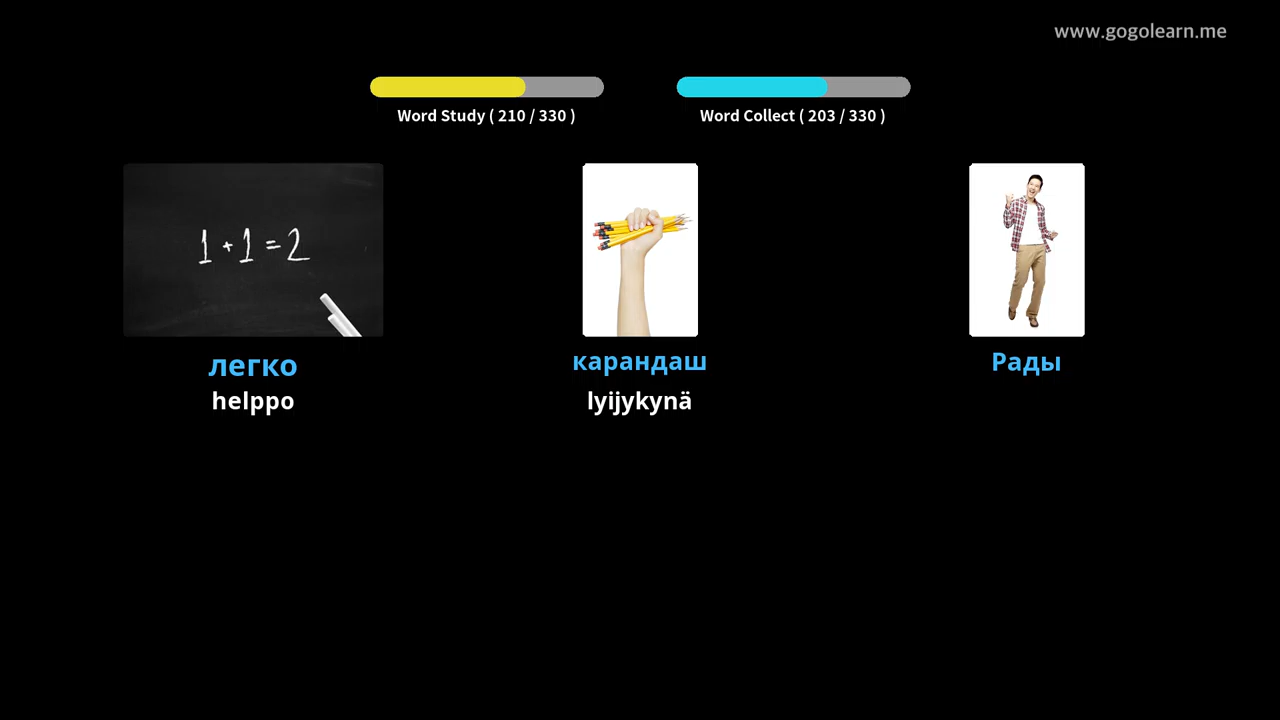 www.gogolearn.me
Word Study ( 210 / 330 )
Word Collect ( 203 / 330 )
1 + 1 = 2
легко
helppo
карандаш
lyijykynä
Рады